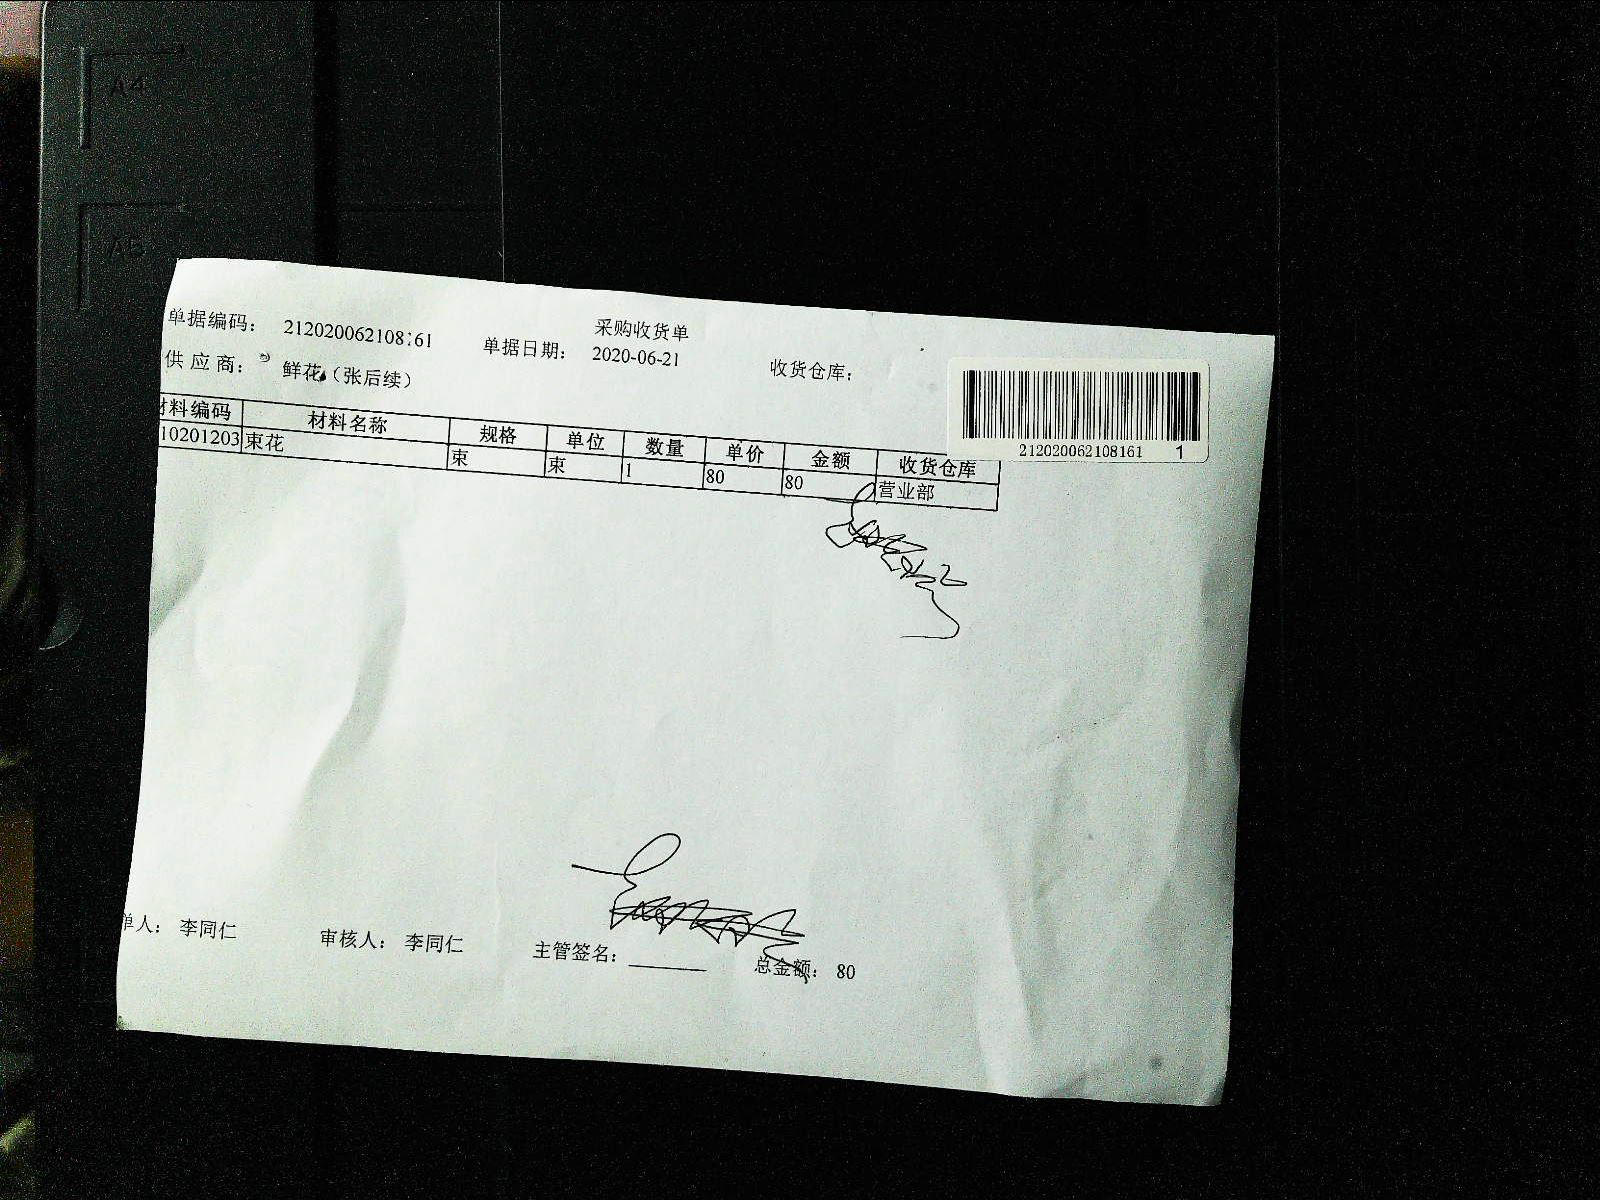 A4
A5
采购收货单
单据编码： 212020062108161 单据日期： 2020-06-21 收货仓库：
供应商： 鲜花（张后续）
212020062108161 1
材料编码 材料名称 规格 单位 数量 单价 金额 收货仓库
10201203 束花 束 束 1 80 80 营业部
单人： 李同仁 审核人： 李同仁 主管签名： 总金额： 80